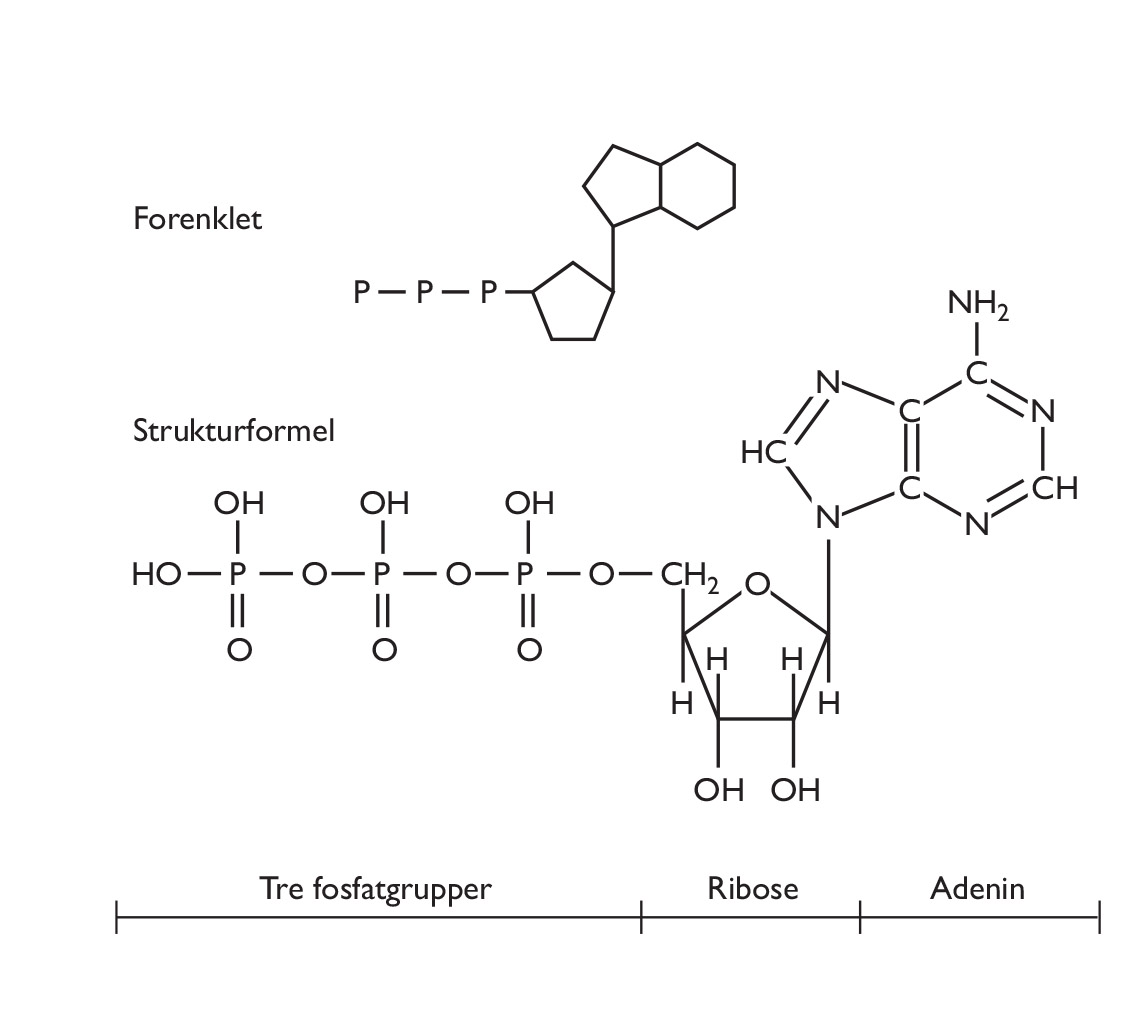 Forenklet
P — P — P
NH2
N
C
N
C
Strukturformel
HC
OH OH OH
C
CH
N
N
HO P O P O P O CH2 O
O O O
H H
H H
OH OH
Tre fosfatgrupper Ribose Adenin